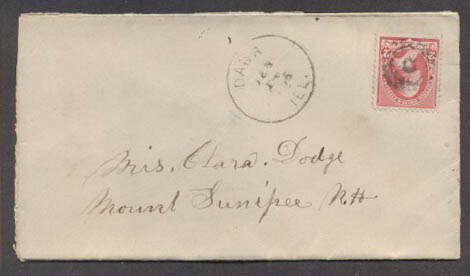 DANA
ILL.
Mrs. Clara. Dodge
Mount Sunipee N.H